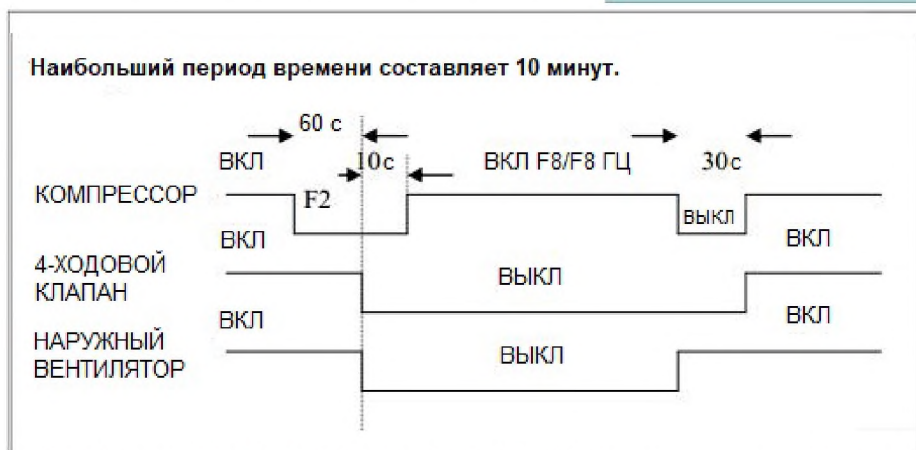 Наибольший период времени составляет 10 минут.
60 с
ВКЛ
10с
ВКЛ F8/F8 ГЦ
30с
КОМПРЕССОР
F2
ВЫКЛ
ВКЛ
ВКЛ
4-ХОДОВОЙ
КЛАПАН
ВЫКЛ
ВКЛ
ВКЛ
НАРУЖНЫЙ
ВЕНТИЛЯТОР
ВЫКЛ